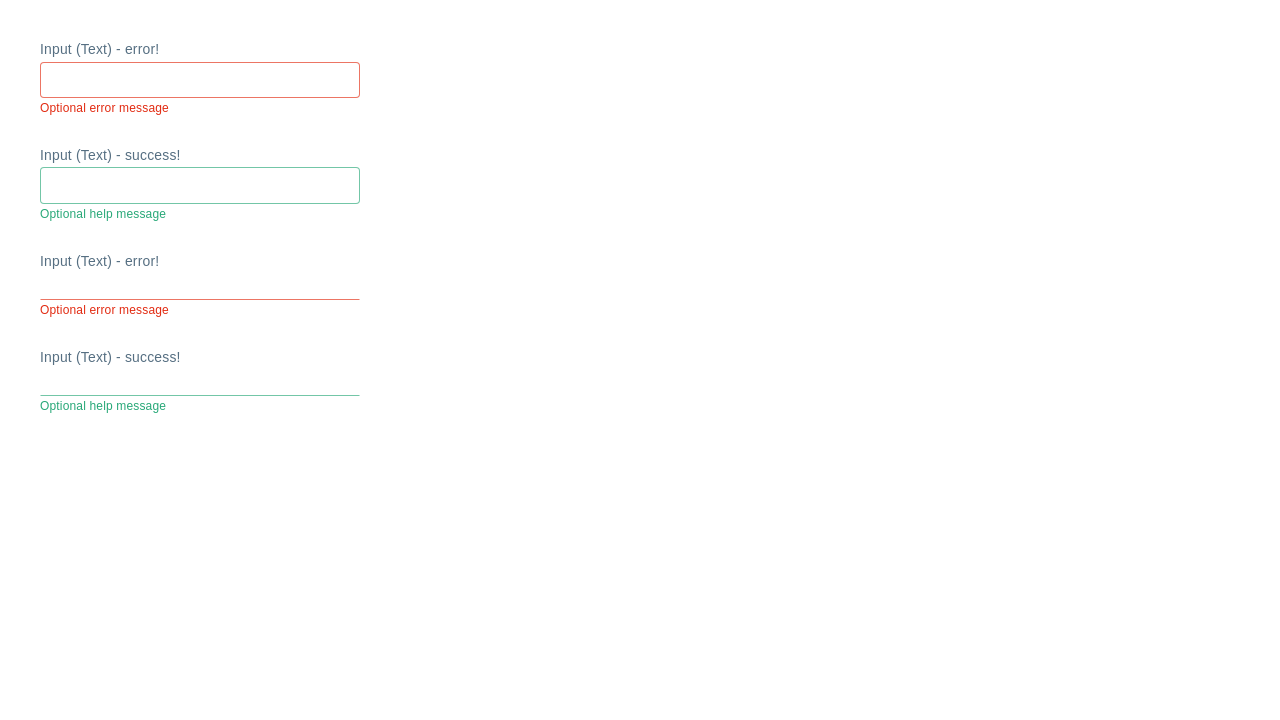 Input (Text) - error!
Optional error message
Input (Text) - success!
Optional help message
Input (Text) - error!
Optional error message
Input (Text) - success!
Optional help message